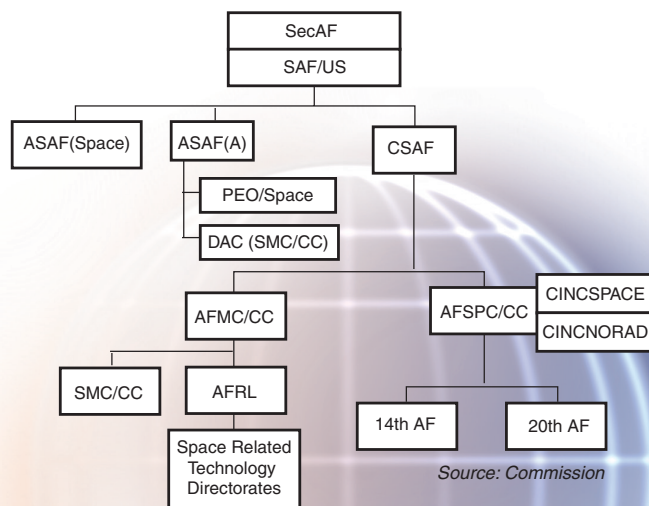 SecAF
SAF/US
ASAF(Space)
ASAF(A)
CSAF
PEO/Space
DAC (SMC/CC)
AFMC/CC
AFSPC/CC
CINCSPACE
CINCNORAD
SMC/CC
AFRL
14th AF
20th AF
Space Related
Technology
Directorates
Source: Commission